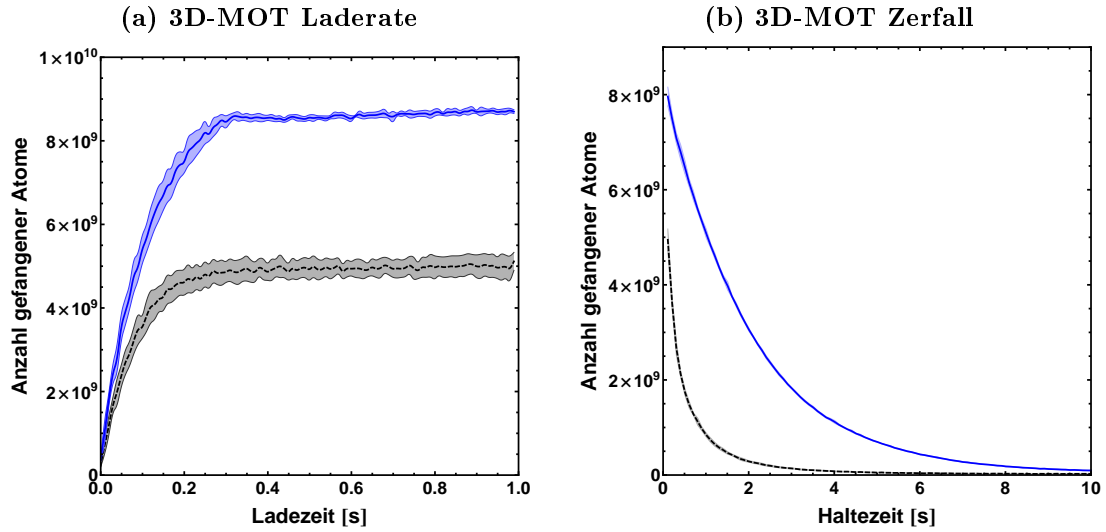 (a) 3D-MOT Laderate
1×10¹⁰
8×10⁹
6×10⁹
4×10⁹
2×10⁹
0
0.0 0.2 0.4 0.6 0.8 1.0
Anzahl gefangener Atome
Ladezeit [s]
(b) 3D-MOT Zerfall
8×10⁹
6×10⁹
4×10⁹
2×10⁹
0
0 2 4 6 8 10
Anzahl gefangener Atome
Haltezeit [s]